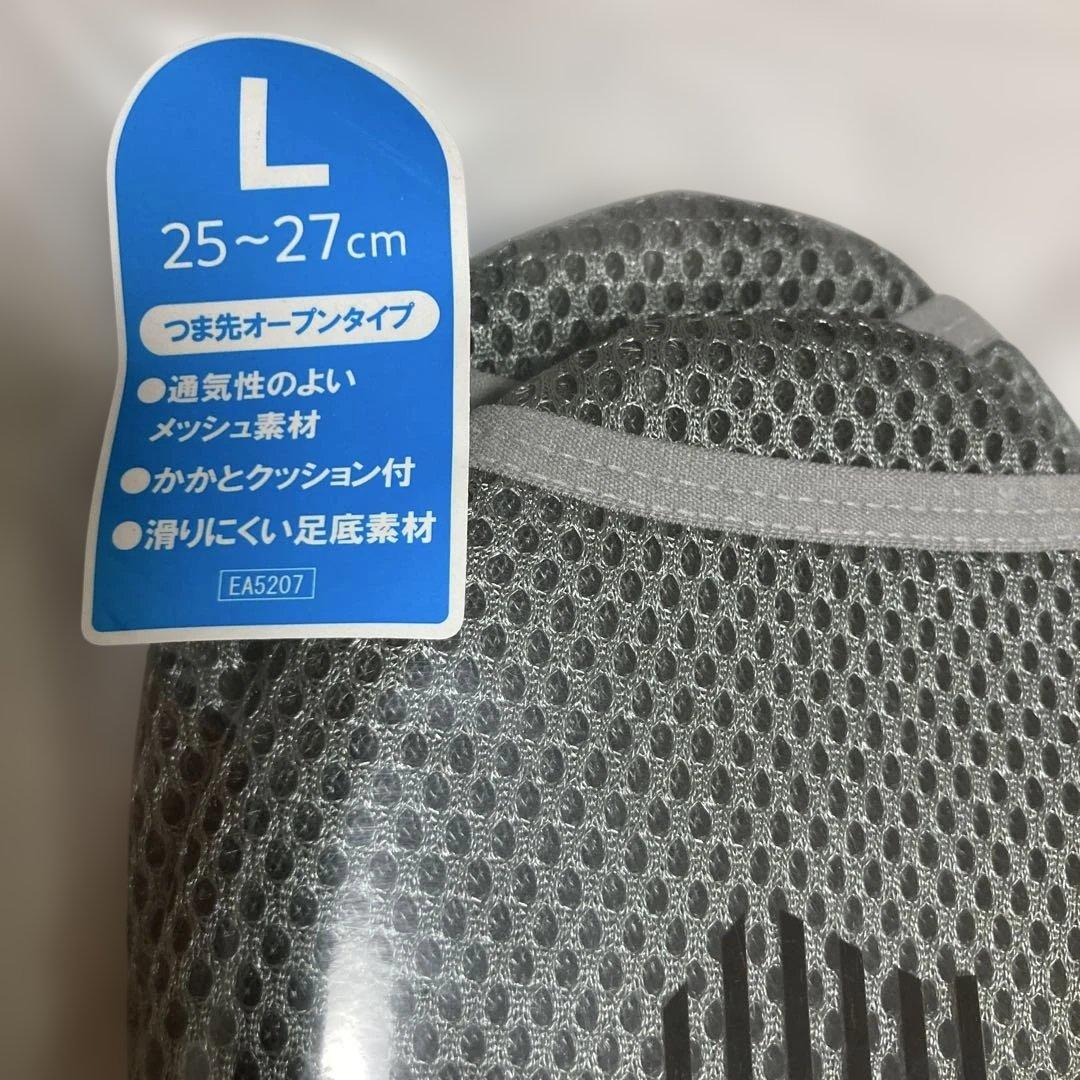 L
25～27cm
つま先オープンタイプ
●通気性のよい
メッシュ素材
●かかとクッション付
●滑りにくい足底素材
EA5207